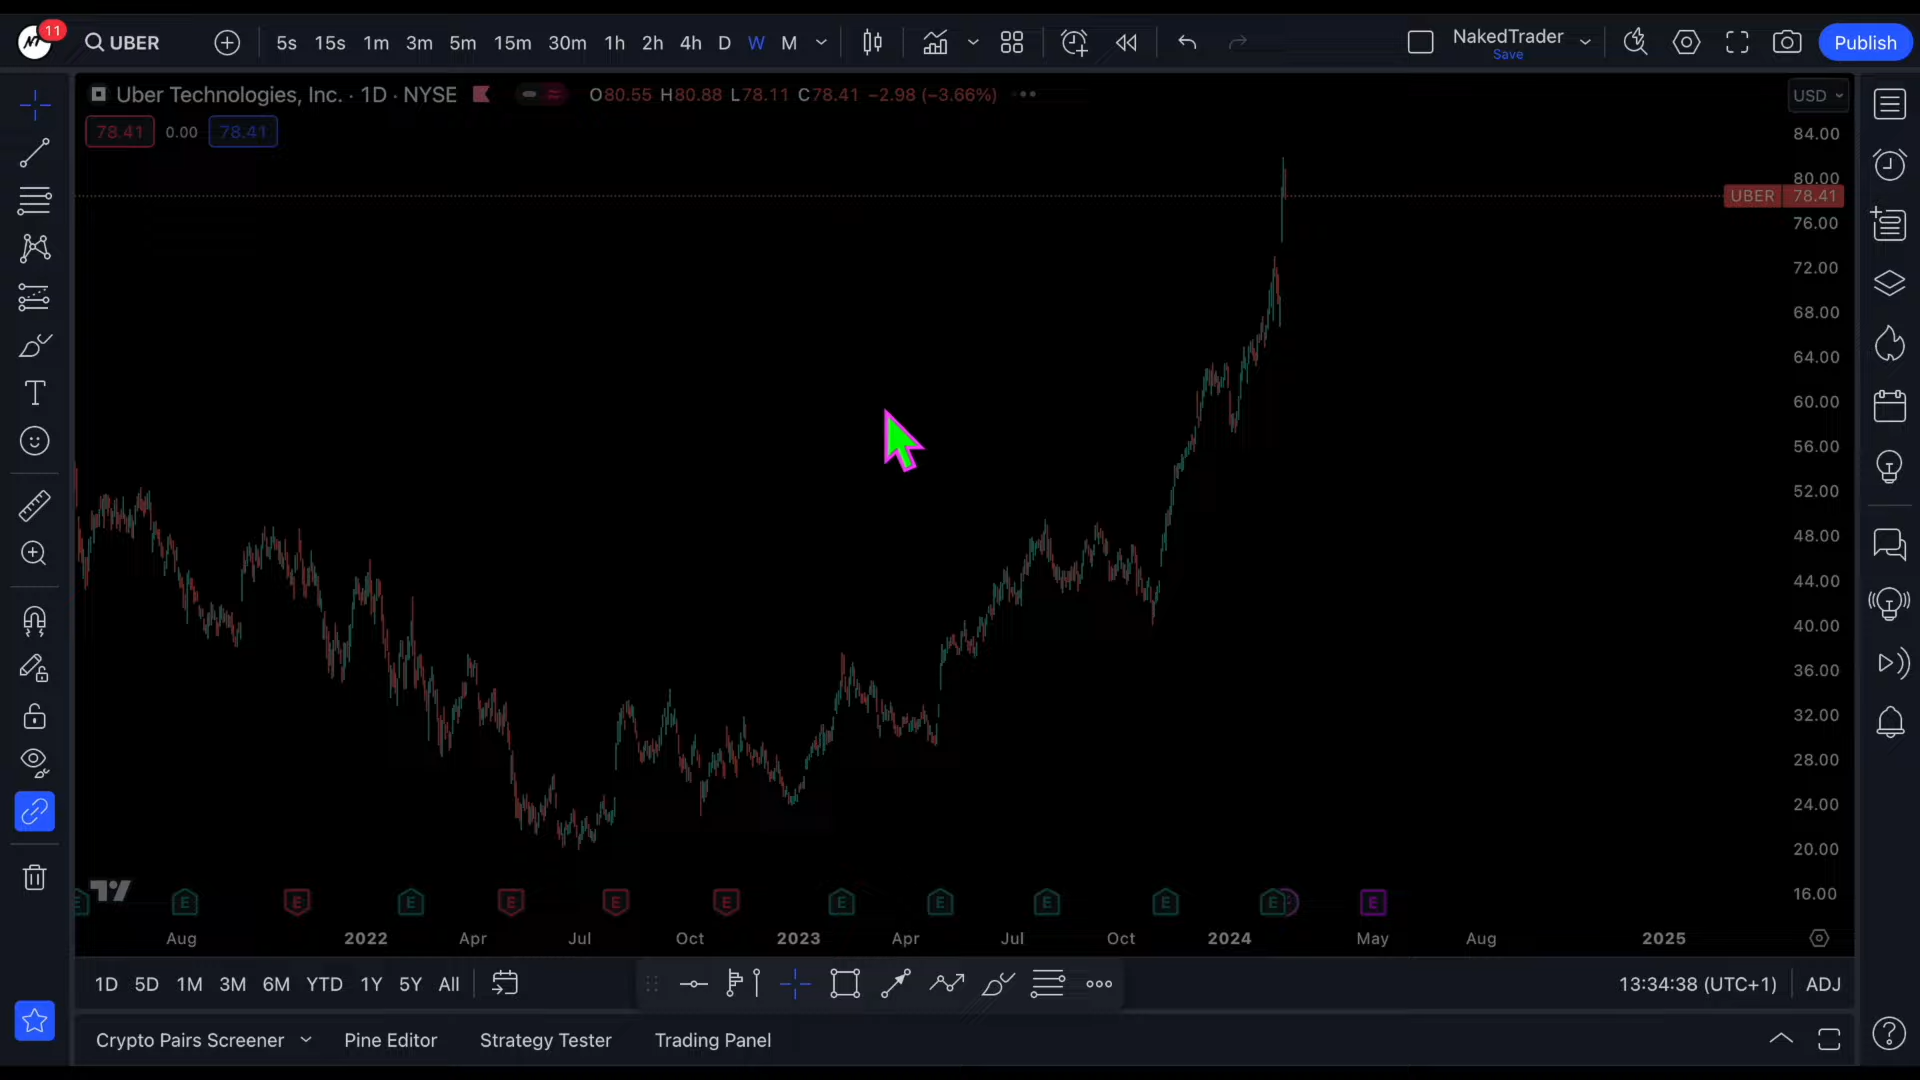 11
UBER
5s 15s 1m 3m 5m 15m 30m 1h 2h 4h D W M
NakedTrader
Save
Publish
Uber Technologies, Inc. · 1D · NYSE
O80.55 H80.88 L78.11 C78.41 −2.98 (−3.66%)
USD
78.41 0.00 78.41
84.00
80.00
UBER 78.41
76.00
72.00
68.00
64.00
60.00
56.00
52.00
48.00
44.00
40.00
36.00
32.00
28.00
24.00
20.00
16.00
E E E E E E E E E E E E E
Aug 2022 Apr Jul Oct 2023 Apr Jul Oct 2024 May Aug 2025
1D 5D 1M 3M 6M YTD 1Y 5Y All
13:34:38 (UTC+1) ADJ
Crypto Pairs Screener Pine Editor Strategy Tester Trading Panel